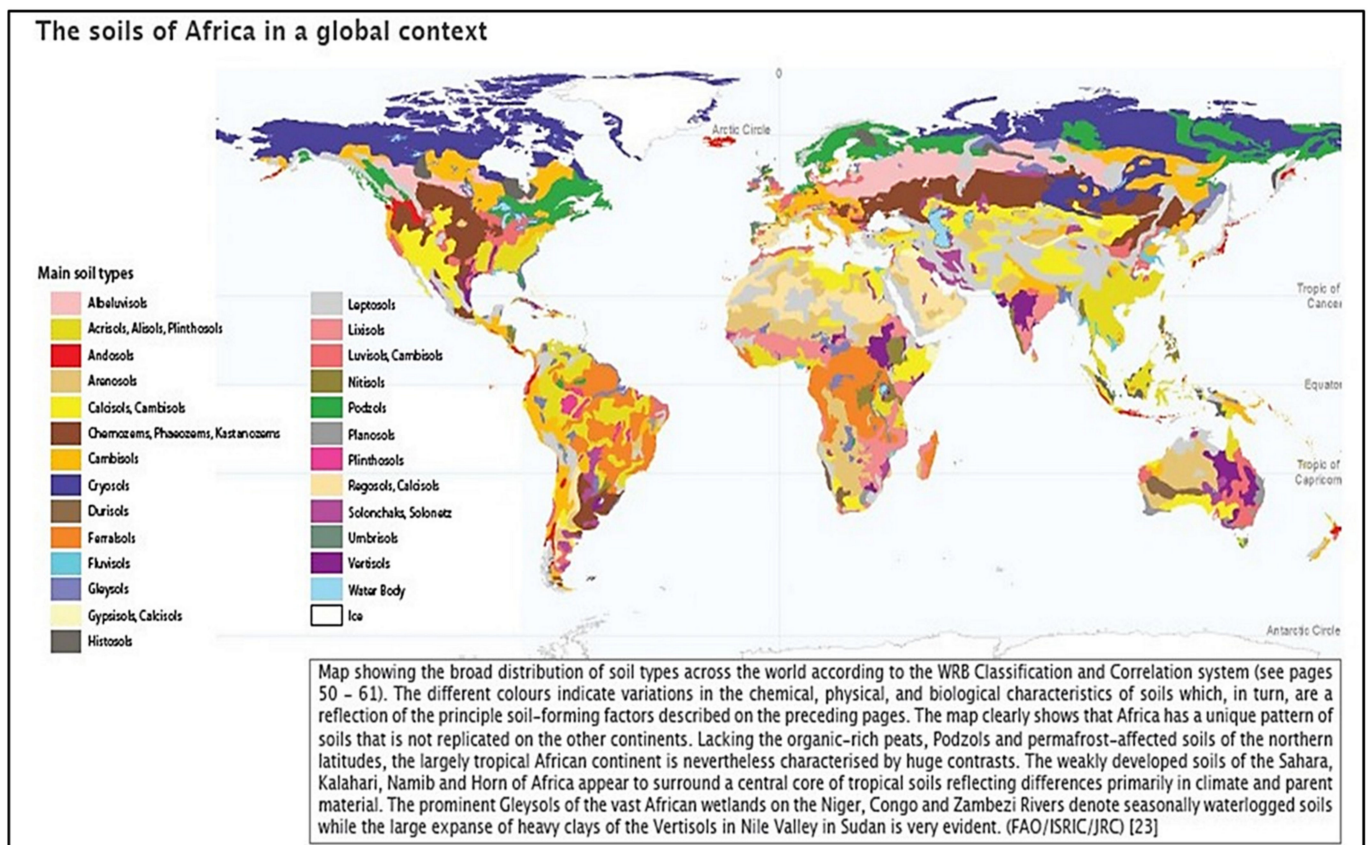 The soils of Africa in a global context
0
Arctic Circle
Tropic of
Cancer
Equator
Tropic of
Capricorn
Antarctic Circle
Main soil types
Albeluvisols
Acrisols, Alisols, Plinthosols
Andosols
Arenosols
Calcisols, Cambisols
Chernozems, Phaeozems, Kastanozems
Cambisols
Cryosols
Durisols
Ferralsols
Fluvisols
Gleysols
Gypsisols, Calcisols
Histosols
Leptosols
Lixisols
Luvisols, Cambisols
Nitisols
Podzols
Planosols
Plinthosols
Regosols, Calcisols
Solonchaks, Solonetz
Umbrisols
Vertisols
Water Body
Ice
Map showing the broad distribution of soil types across the world according to the WRB Classification and Correlation system (see pages
50 – 61). The different colours indicate variations in the chemical, physical, and biological characteristics of soils which, in turn, are a
reflection of the principle soil-forming factors described on the preceding pages. The map clearly shows that Africa has a unique pattern of
soils that is not replicated on the other continents. Lacking the organic-rich peats, Podzols and permafrost-affected soils of the northern
latitudes, the largely tropical African continent is nevertheless characterised by huge contrasts. The weakly developed soils of the Sahara,
Kalahari, Namib and Horn of Africa appear to surround a central core of tropical soils reflecting differences primarily in climate and parent
material. The prominent Gleysols of the vast African wetlands on the Niger, Congo and Zambezi Rivers denote seasonally waterlogged soils
while the large expanse of heavy clays of the Vertisols in Nile Valley in Sudan is very evident. (FAO/ISRIC/JRC) [23]